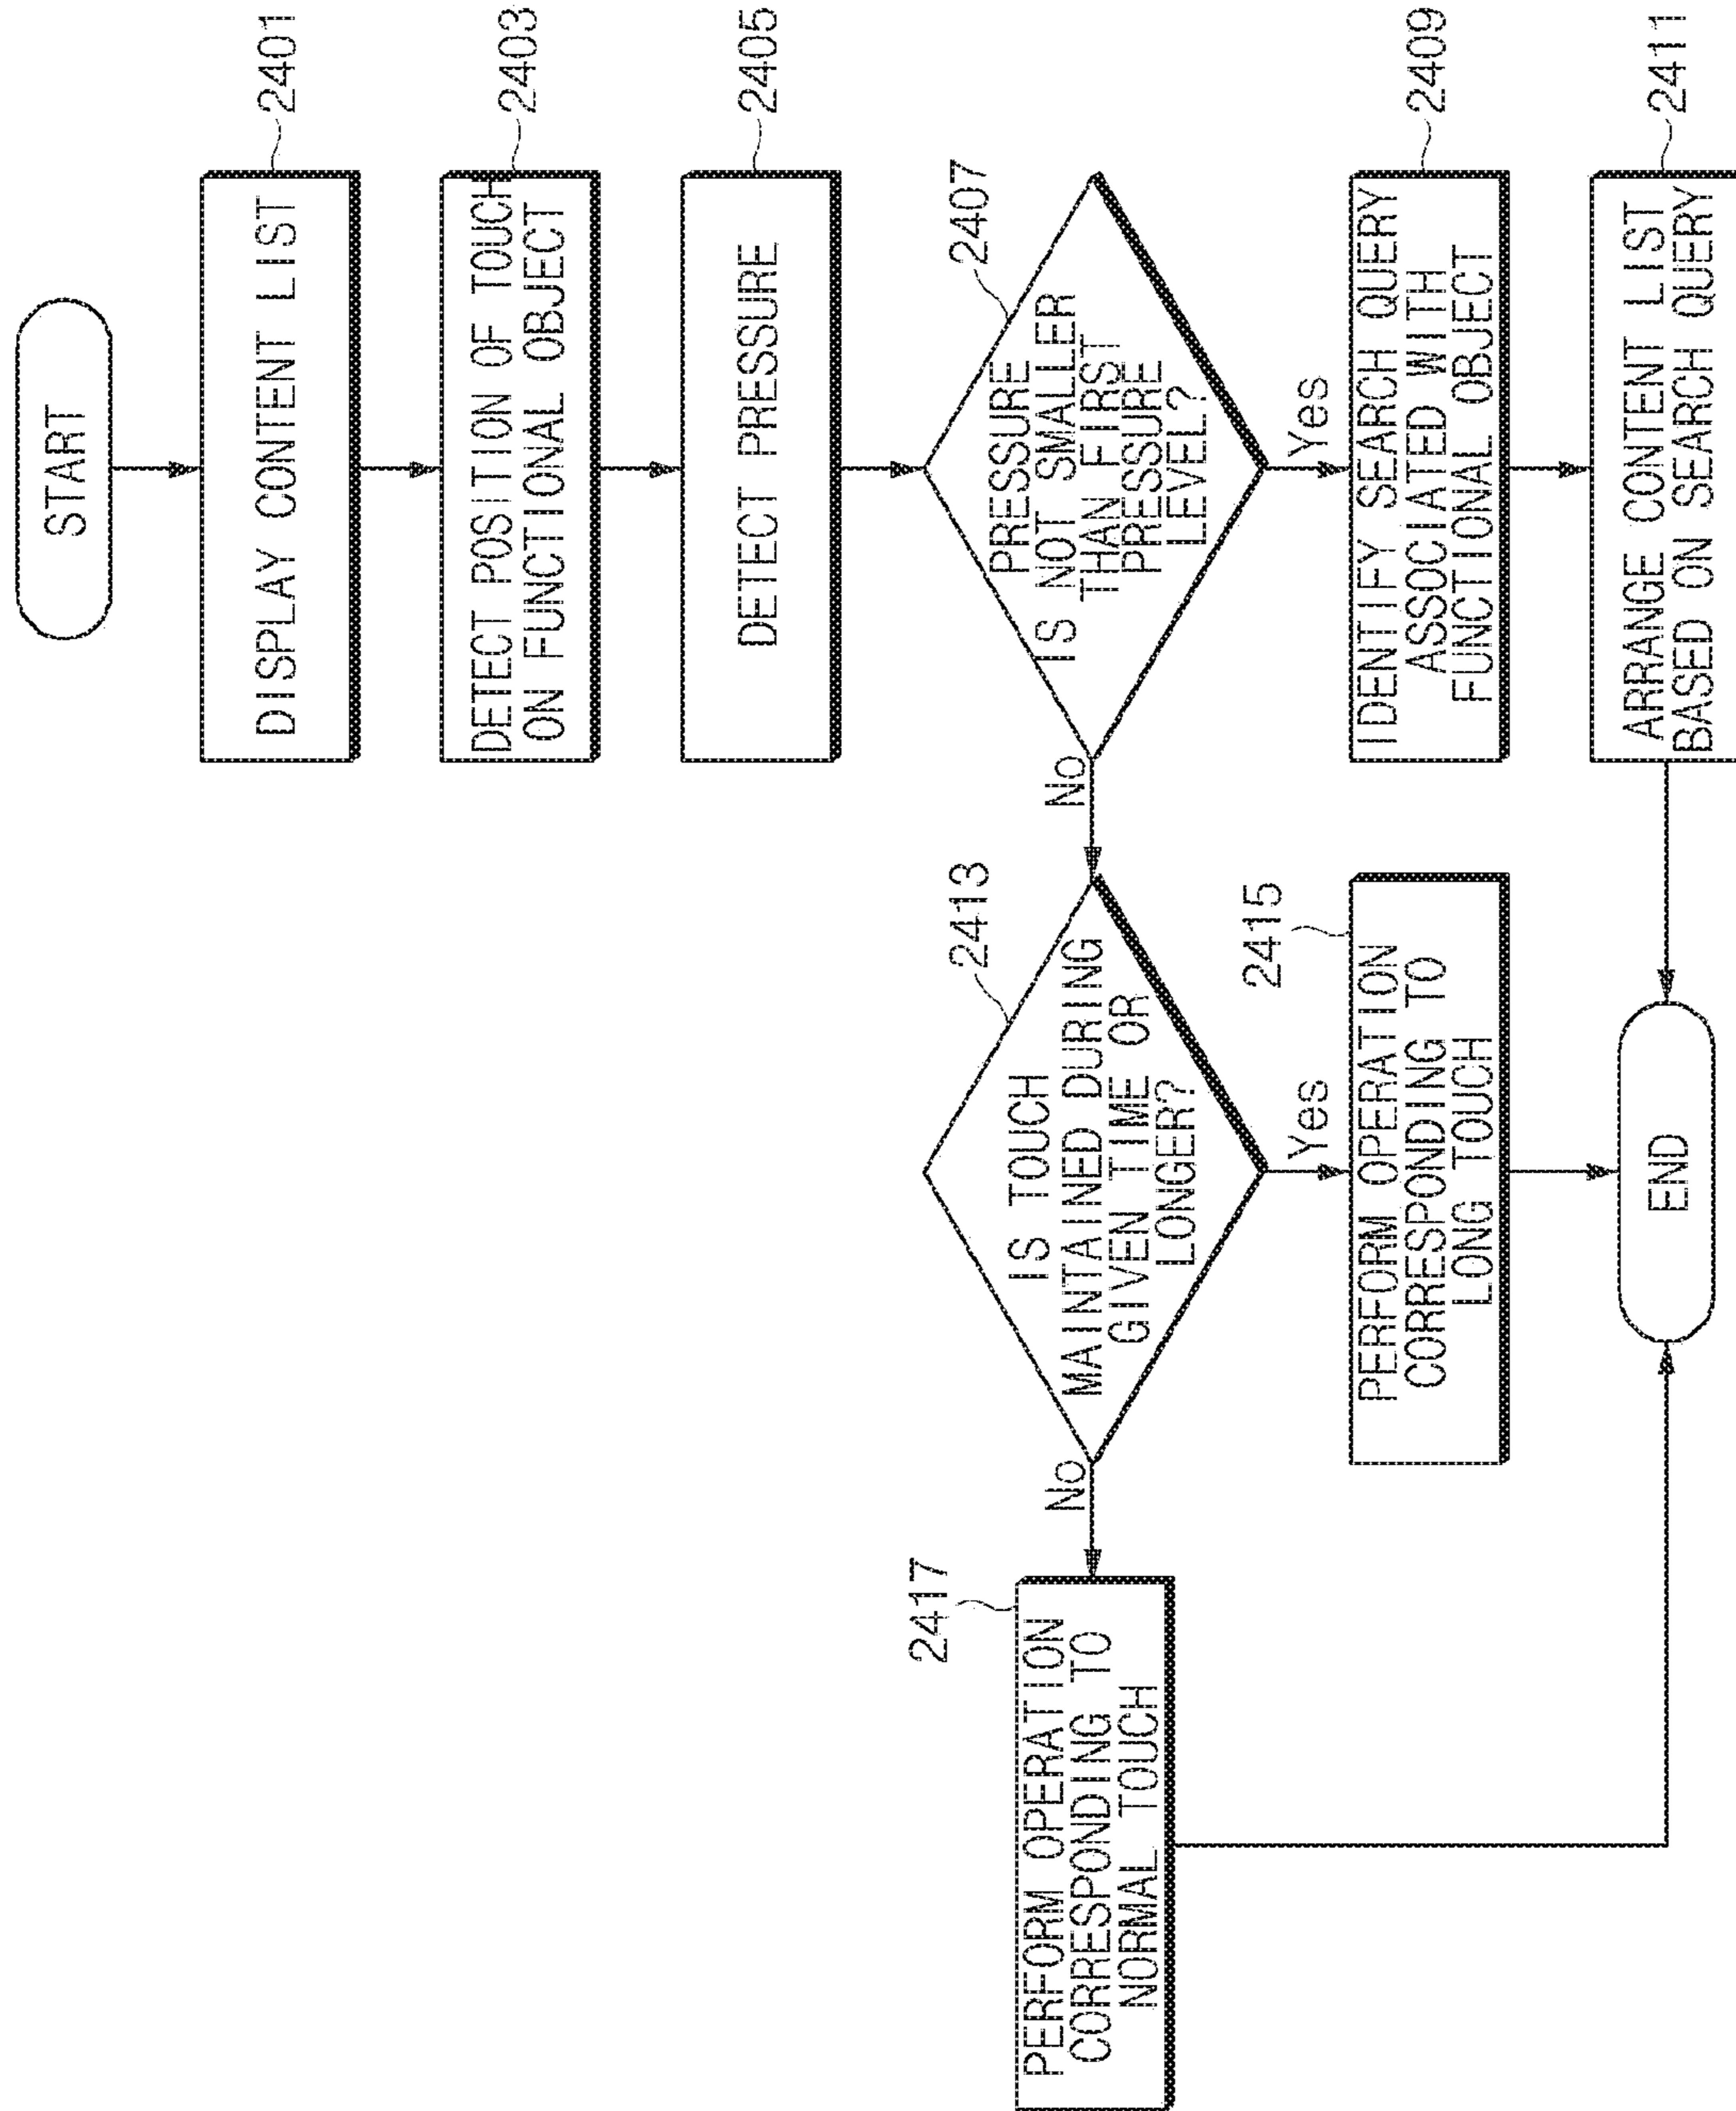 START
DISPLAY CONTENT LIST
2401
DETECT POSITION OF TOUCH
ON FUNCTIONAL OBJECT
2403
DETECT PRESSURE
2405
PRESSURE
IS NOT SMALLER
THAN FIRST
PRESSURE
LEVEL?
2407
No
Yes
IS TOUCH
MAINTAINED DURING
GIVEN TIME OR
LONGER?
2413
No
Yes
PERFORM OPERATION
CORRESPONDING TO
NORMAL TOUCH
2417
PERFORM OPERATION
CORRESPONDING TO
LONG TOUCH
2415
IDENTIFY SEARCH QUERY
ASSOCIATED WITH
FUNCTIONAL OBJECT
2409
ARRANGE CONTENT LIST
BASED ON SEARCH QUERY
2411
END